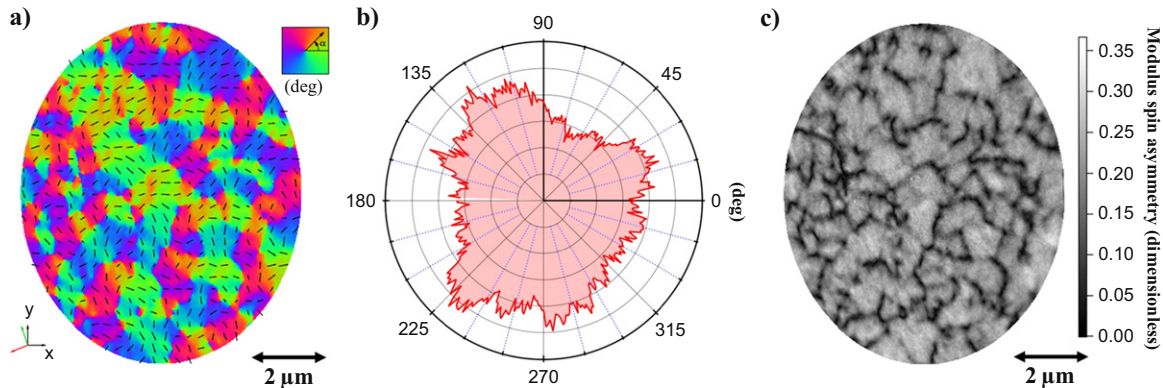 a)
α
(deg)
y
x
2 µm
b)
90
45
0
(deg)
315
270
225
180
135
c)
2 µm
0.35
0.30
0.25
0.20
0.15
0.10
0.05
0.00
Modulus spin asymmetry (dimensionless)